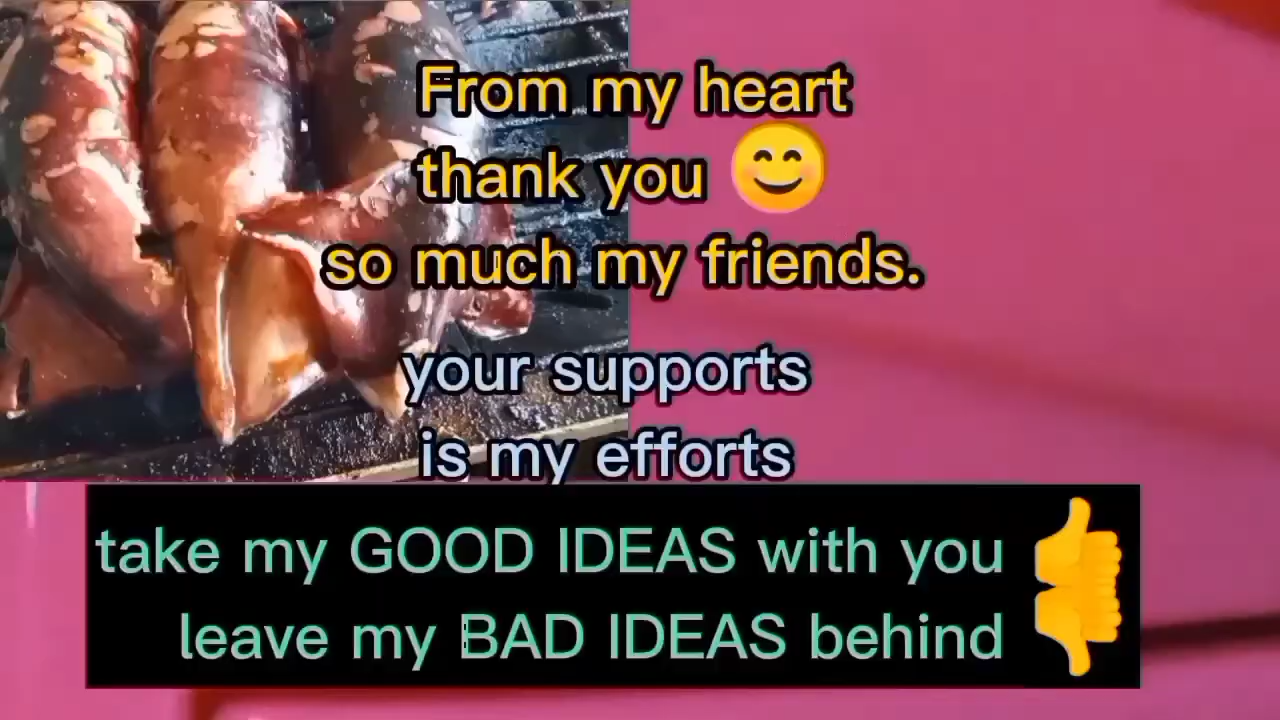 From my heart
thank you 😊
so much my friends.
your supports
is my efforts
take my GOOD IDEAS with you 👍
leave my BAD IDEAS behind 👎